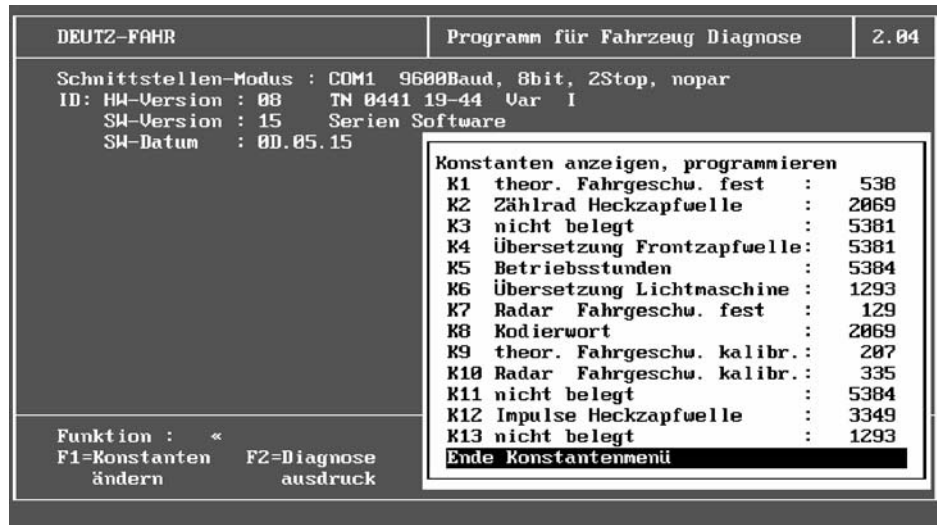 DEUTZ-FAHR
Programm für Fahrzeug Diagnose
2.04
Schnittstellen-Modus : COM1 9600Baud, 8bit, 2Stop, nopar
ID: HW-Version : 08 TN 0441 19-44 Var I
SW-Version : 15 Serien Software
SW-Datum : 0D.05.15
Konstanten anzeigen, programmieren
K1 theor. Fahrgeschw. fest : 538
K2 Zählrad Heckzapfwelle : 2069
K3 nicht belegt : 5381
K4 Übersetzung Frontzapfwelle: 5381
K5 Betriebsstunden : 5384
K6 Übersetzung Lichtmaschine : 1293
K7 Radar Fahrgeschw. fest : 129
K8 Kodierwort : 2069
K9 theor. Fahrgeschw. kalibr.: 207
K10 Radar Fahrgeschw. kalibr.: 335
K11 nicht belegt : 5384
K12 Impulse Heckzapfwelle : 3349
K13 nicht belegt : 1293
Ende Konstantenmenü
Funktion : «
F1=Konstanten F2=Diagnose
ändern ausdruck